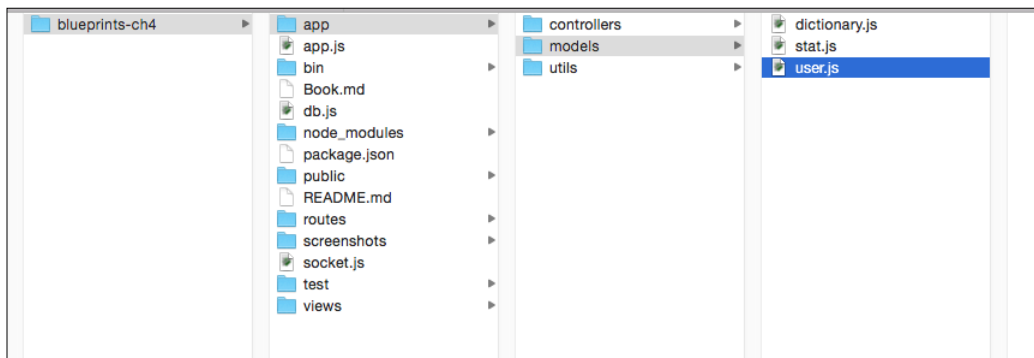 blueprints-ch4
app
app.js
bin
Book.md
db.js
node_modules
package.json
public
README.md
routes
screenshots
socket.js
test
views
controllers
models
utils
dictionary.js
stat.js
user.js